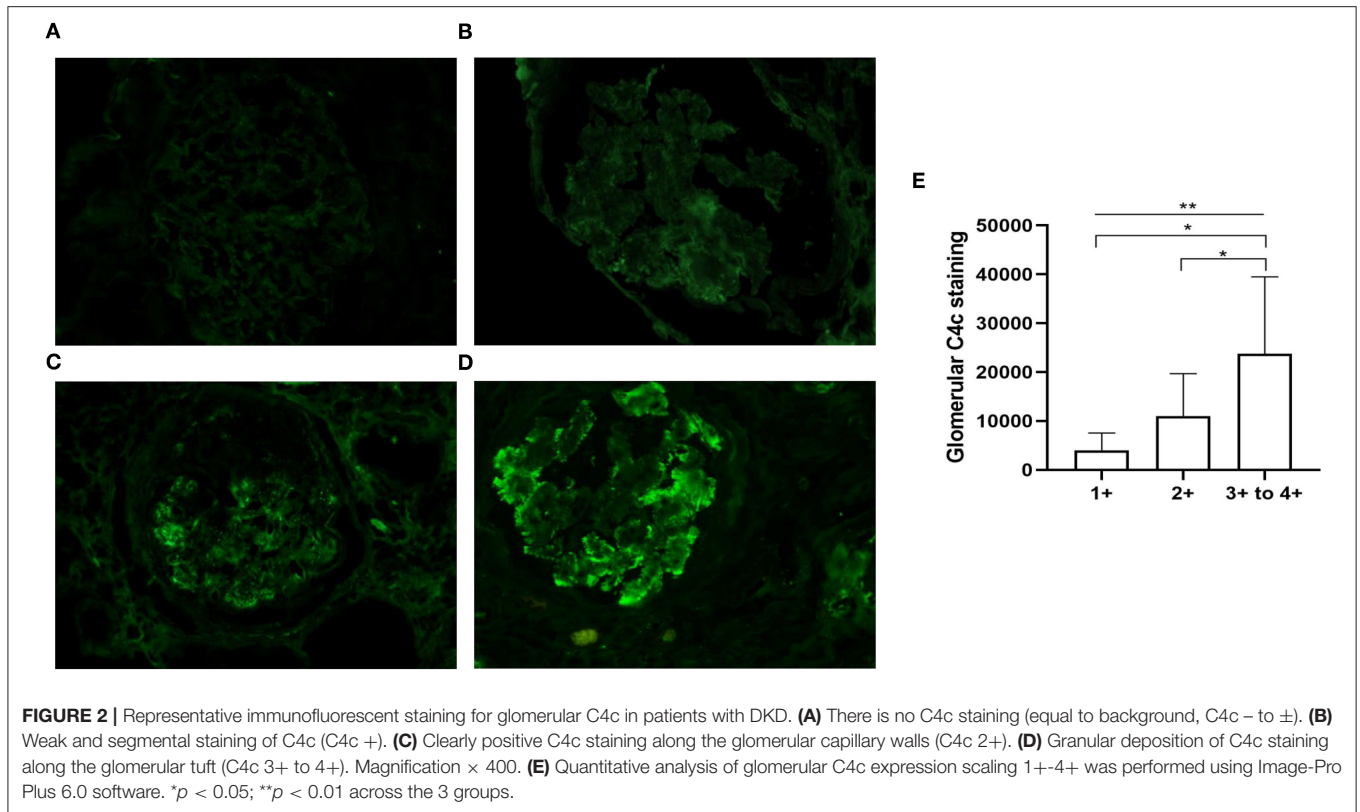 A
B
C
D
E
**
*
*
50000
40000
30000
20000
10000
0
Glomerular C4c staining
1+ 2+ 3+ to 4+
FIGURE 2 | Representative immunofluorescent staining for glomerular C4c in patients with DKD. (A) There is no C4c staining (equal to background, C4c – to ±). (B)
Weak and segmental staining of C4c (C4c +). (C) Clearly positive C4c staining along the glomerular capillary walls (C4c 2+). (D) Granular deposition of C4c staining
along the glomerular tuft (C4c 3+ to 4+). Magnification × 400. (E) Quantitative analysis of glomerular C4c expression scaling 1+-4+ was performed using Image-Pro
Plus 6.0 software. *p < 0.05; **p < 0.01 across the 3 groups.